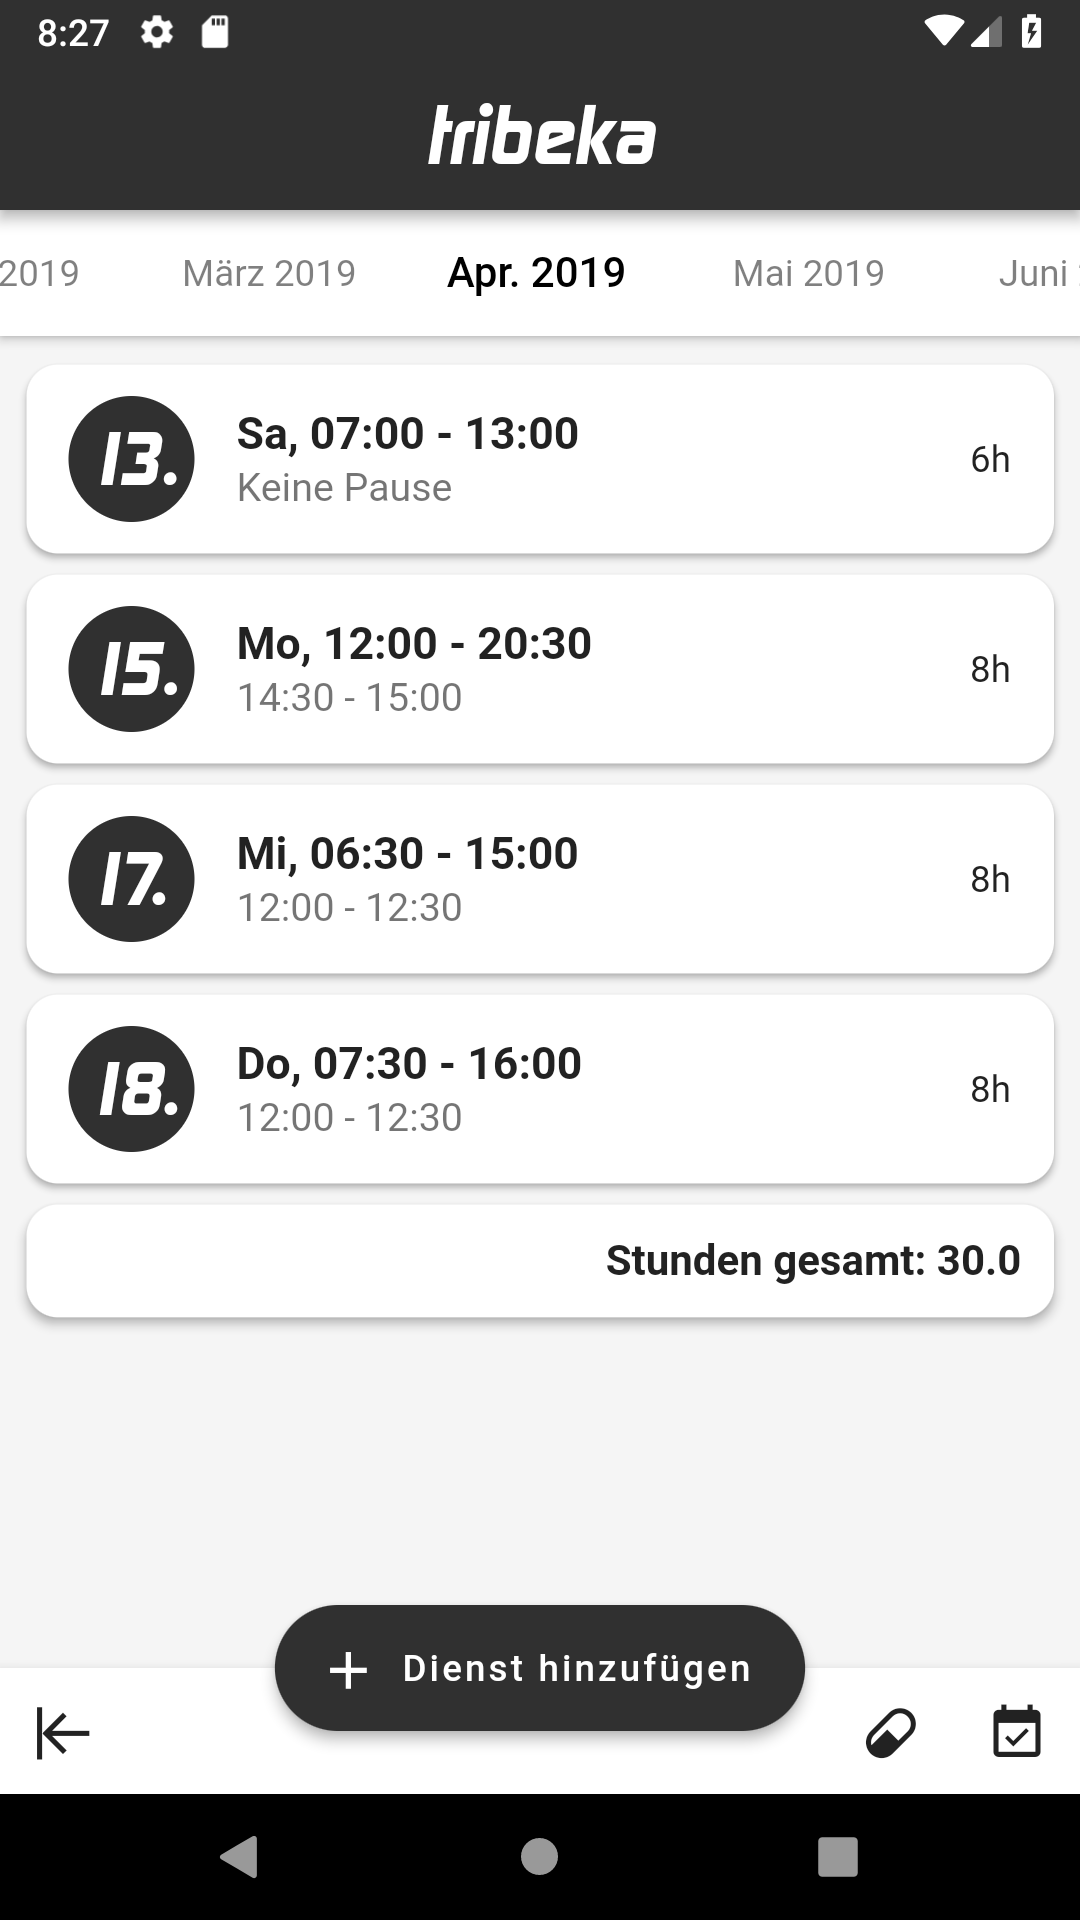 8:27
tribeka
2019 März 2019 Apr. 2019 Mai 2019 Juni
13. Sa, 07:00 - 13:00 6h
Keine Pause
15. Mo, 12:00 - 20:30 8h
14:30 - 15:00
17. Mi, 06:30 - 15:00 8h
12:00 - 12:30
18. Do, 07:30 - 16:00 8h
12:00 - 12:30
Stunden gesamt: 30.0
+ Dienst hinzufügen